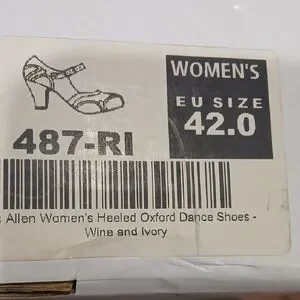 WOMEN'S
EU SIZE
42.0
487-RI
Allen Women's Heeled Oxford Dance Shoes -
Wine and Ivory